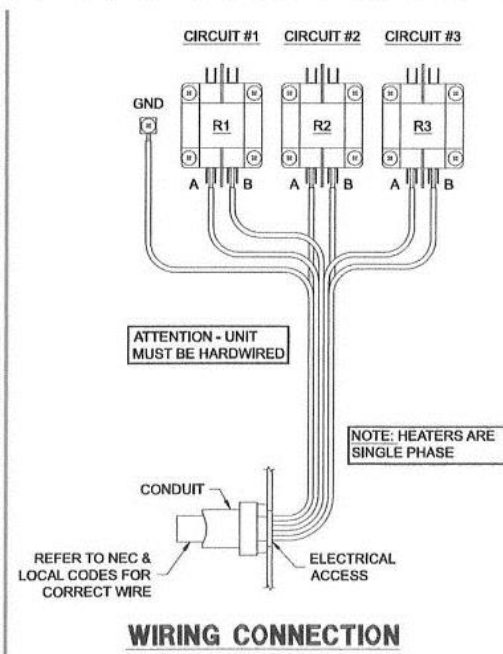 CIRCUIT #1 CIRCUIT #2 CIRCUIT #3
GND
R1 R2 R3
A B A B A B
ATTENTION - UNIT
MUST BE HARDWIRED
NOTE: HEATERS ARE
SINGLE PHASE
CONDUIT
REFER TO NEC &
LOCAL CODES FOR
CORRECT WIRE
ELECTRICAL
ACCESS
WIRING CONNECTION